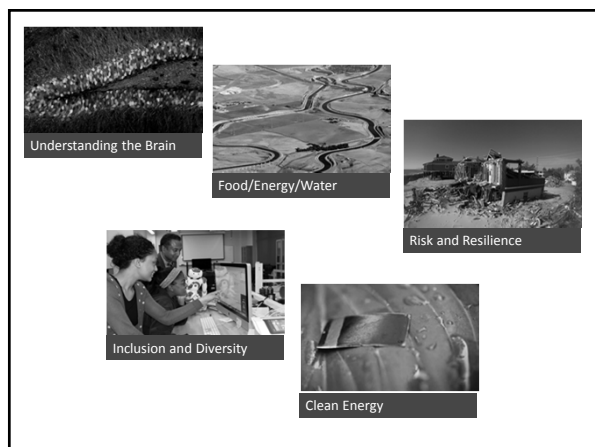 Understanding the Brain
Food/Energy/Water
Risk and Resilience
Inclusion and Diversity
Clean Energy